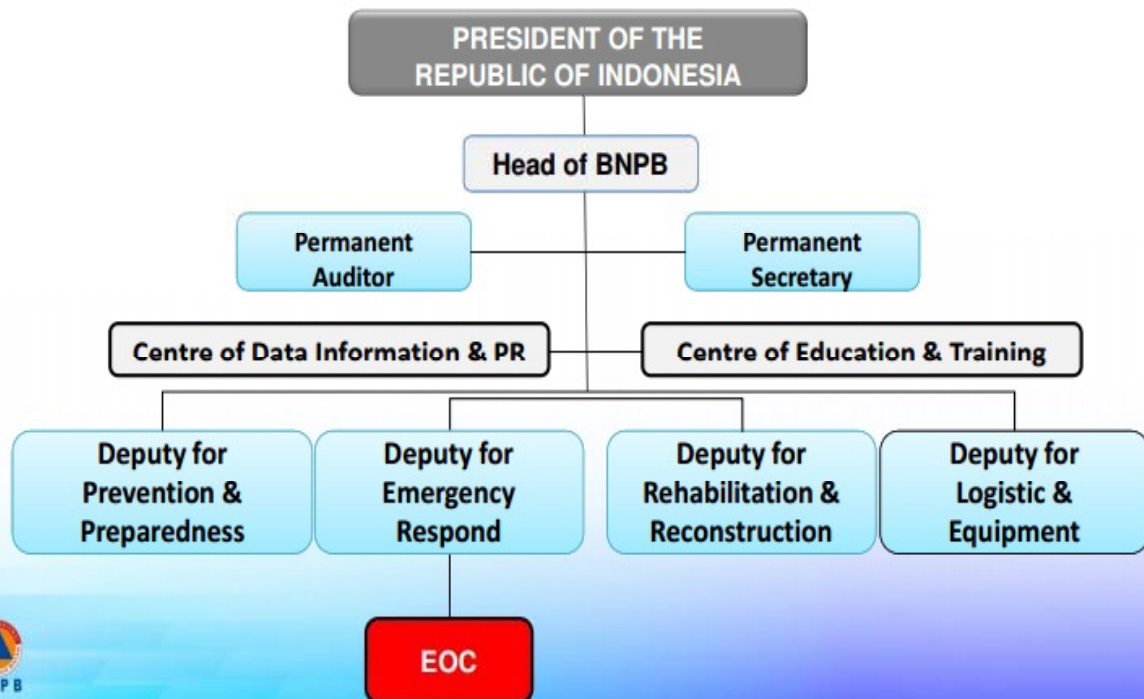 PRESIDENT OF THE
REPUBLIC OF INDONESIA
Head of BNPB
Permanent
Auditor
Permanent
Secretary
Centre of Data Information & PR
Centre of Education & Training
Deputy for
Prevention &
Preparedness
Deputy for
Emergency
Respond
Deputy for
Rehabilitation &
Reconstruction
Deputy for
Logistic &
Equipment
EOC
P B